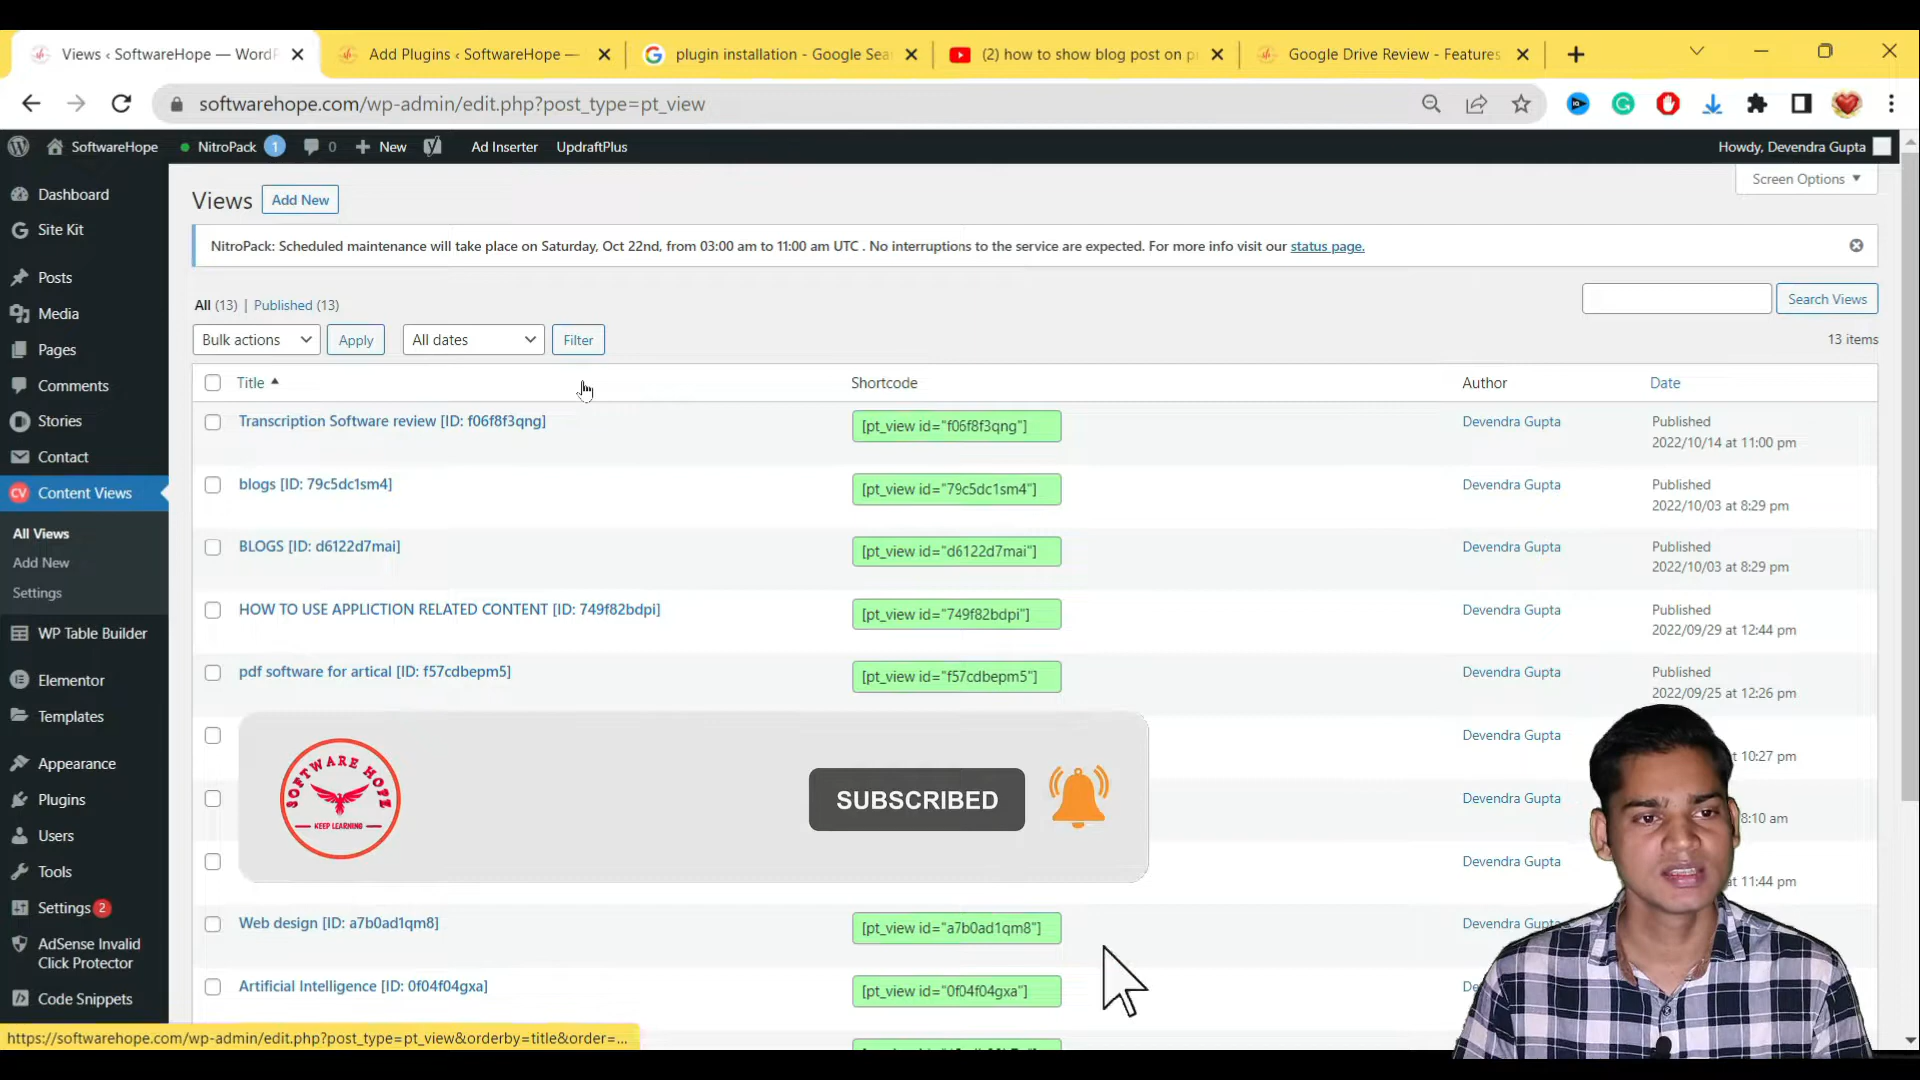 Views ‹ SoftwareHope — WordP
Add Plugins ‹ SoftwareHope —
plugin installation - Google Sea
(2) how to show blog post on p
Google Drive Review - Features
softwarehope.com/wp-admin/edit.php?post_type=pt_view
SoftwareHope
NitroPack 1
0
New
Ad Inserter
UpdraftPlus
Howdy, Devendra Gupta
Screen Options
Dashboard
Site Kit
Posts
Media
Pages
Comments
Stories
Contact
Content Views
All Views
Add New
Settings
WP Table Builder
Elementor
Templates
Appearance
Plugins
Users
Tools
Settings 2
AdSense Invalid
Click Protector
Code Snippets
Views Add New
NitroPack: Scheduled maintenance will take place on Saturday, Oct 22nd, from 03:00 am to 11:00 am UTC . No interruptions to the service are expected. For more info visit our status page.
All (13) | Published (13)
Search Views
Bulk actions Apply All dates Filter
13 items
Title Shortcode Author Date
Transcription Software review [ID: f06f8f3qng] [pt_view id="f06f8f3qng"] Devendra Gupta Published
2022/10/14 at 11:00 pm
blogs [ID: 79c5dc1sm4] [pt_view id="79c5dc1sm4"] Devendra Gupta Published
2022/10/03 at 8:29 pm
BLOGS [ID: d6122d7mai] [pt_view id="d6122d7mai"] Devendra Gupta Published
2022/10/03 at 8:29 pm
HOW TO USE APPLICTION RELATED CONTENT [ID: 749f82bdpi] [pt_view id="749f82bdpi"] Devendra Gupta Published
2022/09/29 at 12:44 pm
pdf software for artical [ID: f57cdbepm5] [pt_view id="f57cdbepm5"] Devendra Gupta Published
2022/09/25 at 12:26 pm
Devendra Gupta
10:27 pm
Devendra Gupta
8:10 am
Devendra Gupta
at 11:44 pm
SOFTWARE HOPE
KEEP LEARNING
SUBSCRIBED
Web design [ID: a7b0ad1qm8] [pt_view id="a7b0ad1qm8"] Devendra G
Artificial Intelligence [ID: 0f04f04gxa] [pt_view id="0f04f04gxa"] De
https://softwarehope.com/wp-admin/edit.php?post_type=pt_view&orderby=title&order=...